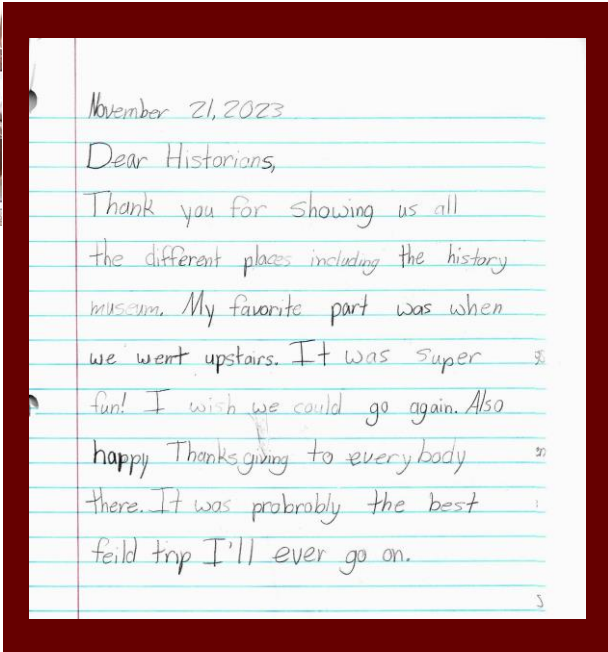 November 21, 2023
Dear Historians,
Thank you for showing us all
the different places including the history
museum. My favorite part was when
we went upstairs. It was super
fun! I wish we could go again. Also
happy Thanksgiving to everybody
there. It was probrobly the best
feild trip I'll ever go on.